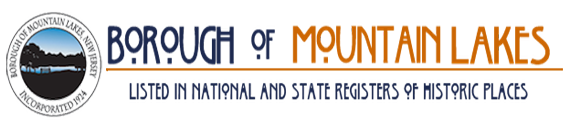 BOROUGH OF MOUNTAIN LAKES, NEW JERSEY
INCORPORATED 1924
BOROUGH OF MOUNTAIN LAKES
LISTED IN NATIONAL AND STATE REGISTERS OF HISTORIC PLACES